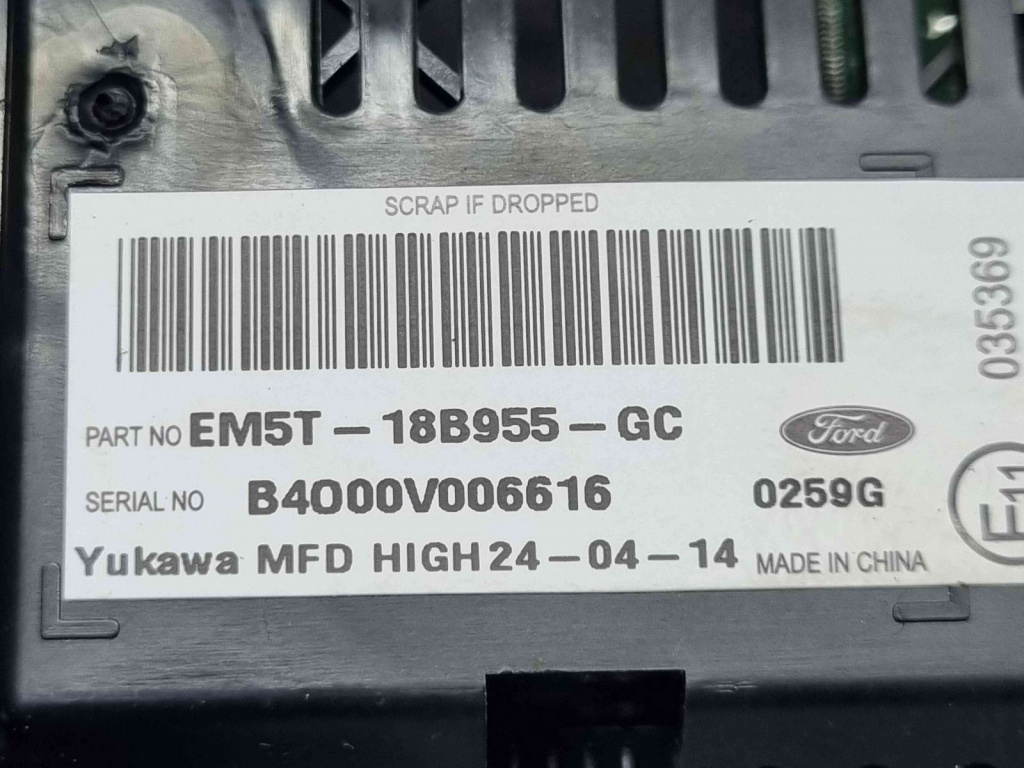 SCRAP IF DROPPED
035369
PART NO EM5T-18B955-GC
Ford
SERIAL NO B4000V006616 0259G
E11
Yukawa MFD HIGH 24-04-14 MADE IN CHINA